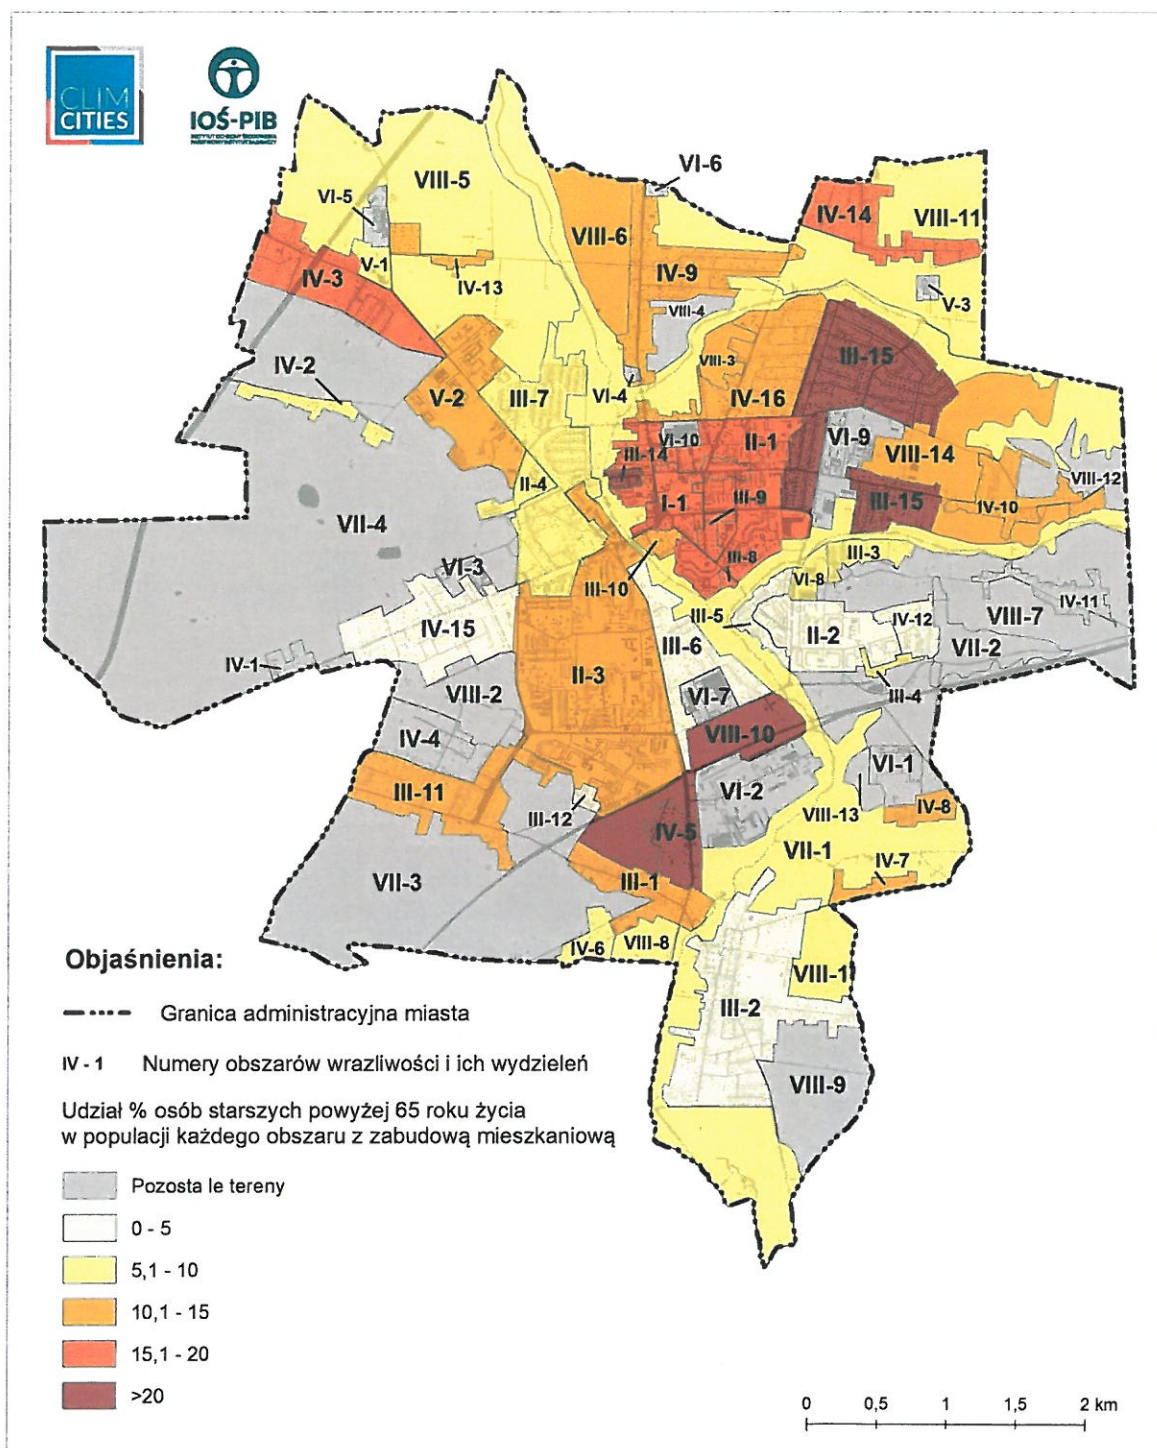 CLIM
CITIES
IOŚ-PIB
INSTYTUT OCHRONY ŚRODOWISKA
PAŃSTWOWY INSTYTUT BADAWCZY
VI-6
VIII-5
VI-5
IV-14
VIII-11
VIII-6
V-1
IV-9
IV-3
IV-13
V-3
VIII-4
III-15
IV-2
VIII-3
VI-4
V-2
III-7
IV-16
VI-10
II-1
VI-9
III-14
VIII-14
II-4
VIII-12
I-1
III-9
III-15
IV-10
VII-4
III-3
III-8
VI-3
VI-8
III-10
IV-11
VIII-7
III-5
IV-12
IV-15
II-2
III-6
VII-2
IV-1
II-3
VIII-2
VI-7
III-4
VIII-10
IV-4
VI-1
III-11
VI-2
IV-8
III-12
VIII-13
IV-5
VII-1
IV-7
VII-3
III-1
IV-6
VIII-8
VIII-1
III-2
VIII-9
Objaśnienia:
Granica administracyjna miasta
IV - 1 Numery obszarów wrazliwości i ich wydzieleń
Udział % osób starszych powyżej 65 roku życia
w populacji każdego obszaru z zabudową mieszkaniową
Pozosta le tereny
0 - 5
5,1 - 10
10,1 - 15
15,1 - 20
>20
0 0,5 1 1,5 2 km